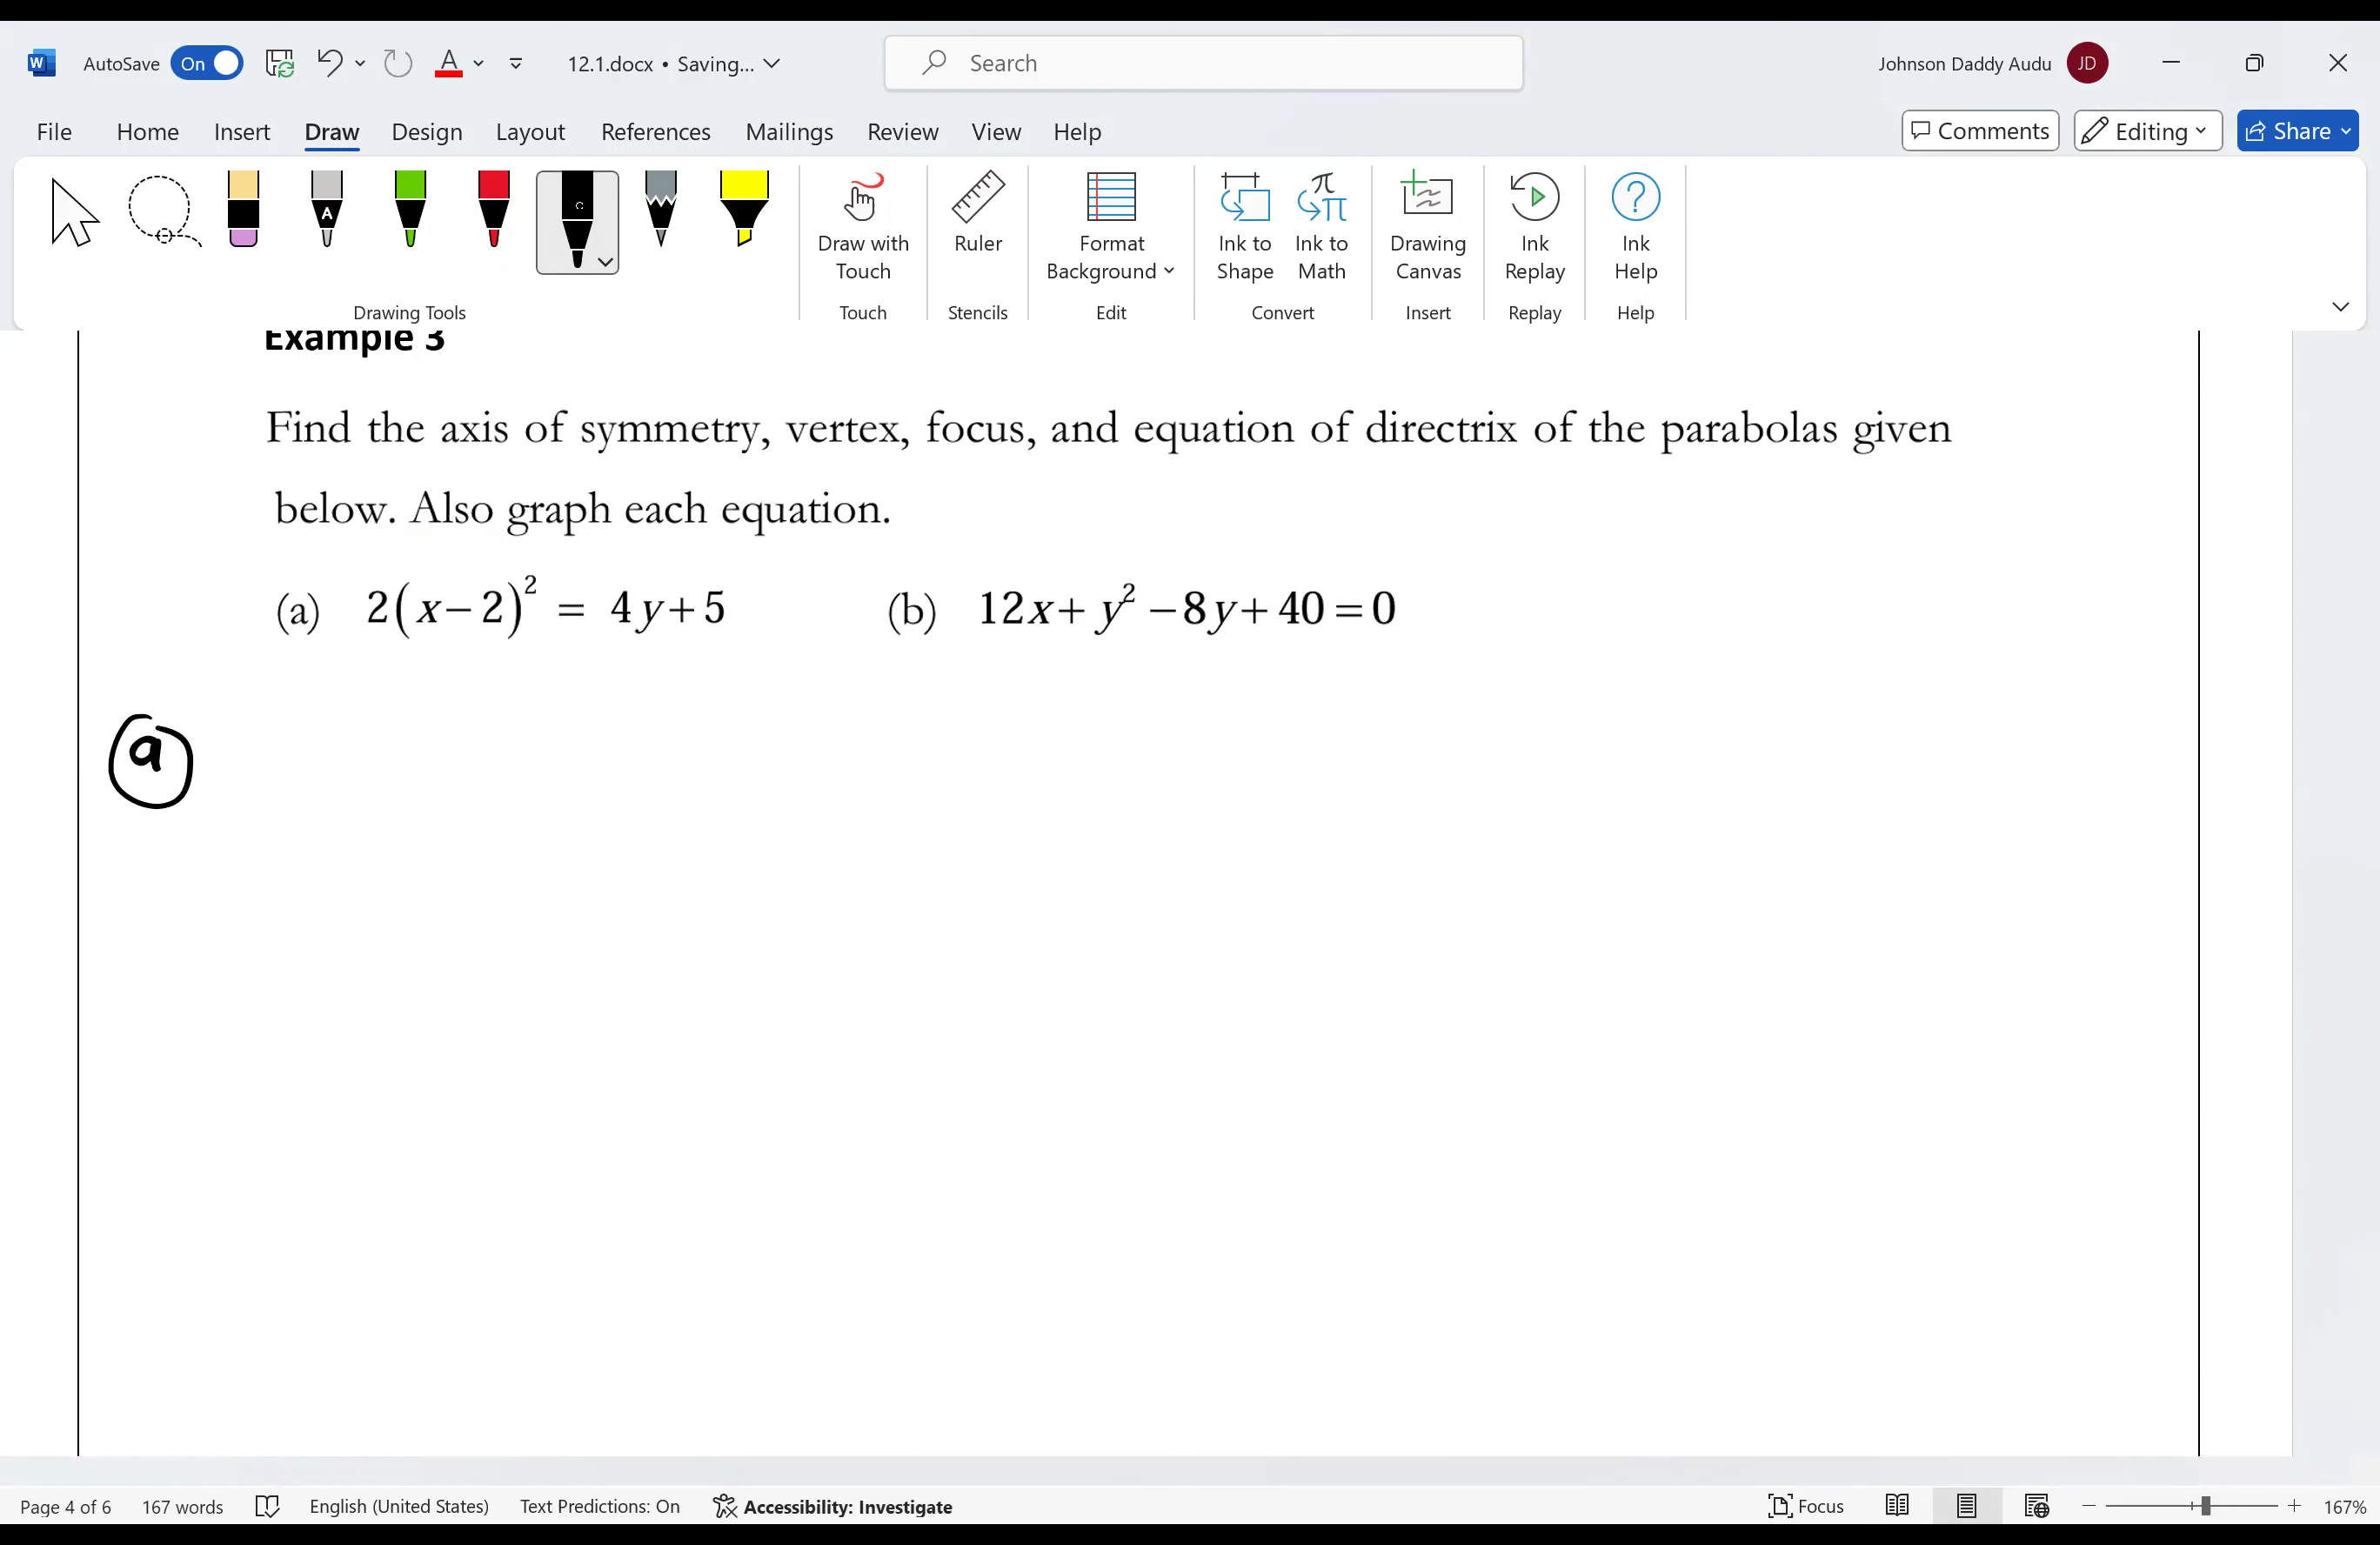 AutoSave On 12.1.docx • Saving... Search Johnson Daddy Audu JD
File Home Insert Draw Design Layout References Mailings Review View Help Comments Editing Share
Draw with Touch Ruler Format Background Ink to Shape Ink to Math Drawing Canvas Ink Replay Ink Help
Drawing Tools Touch Stencils Edit Convert Insert Replay Help
Example 3
Find the axis of symmetry, vertex, focus, and equation of directrix of the parabolas given
below. Also graph each equation.
(a) 2(x−2)² = 4y+5 (b) 12x+y²−8y+40=0
a
Page 4 of 6 167 words English (United States) Text Predictions: On Accessibility: Investigate Focus 167%